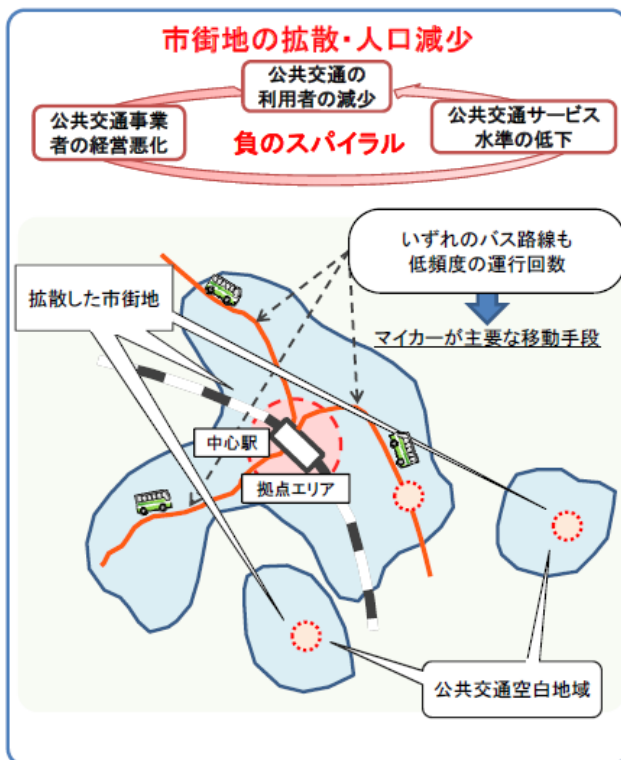 市街地の拡散・人口減少
公共交通の
利用者の減少
公共交通事業
者の経営悪化
負のスパイラル
公共交通サービス
水準の低下
いずれのバス路線も
低頻度の運行回数
拡散した市街地
マイカーが主要な移動手段
中心駅
拠点エリア
公共交通空白地域